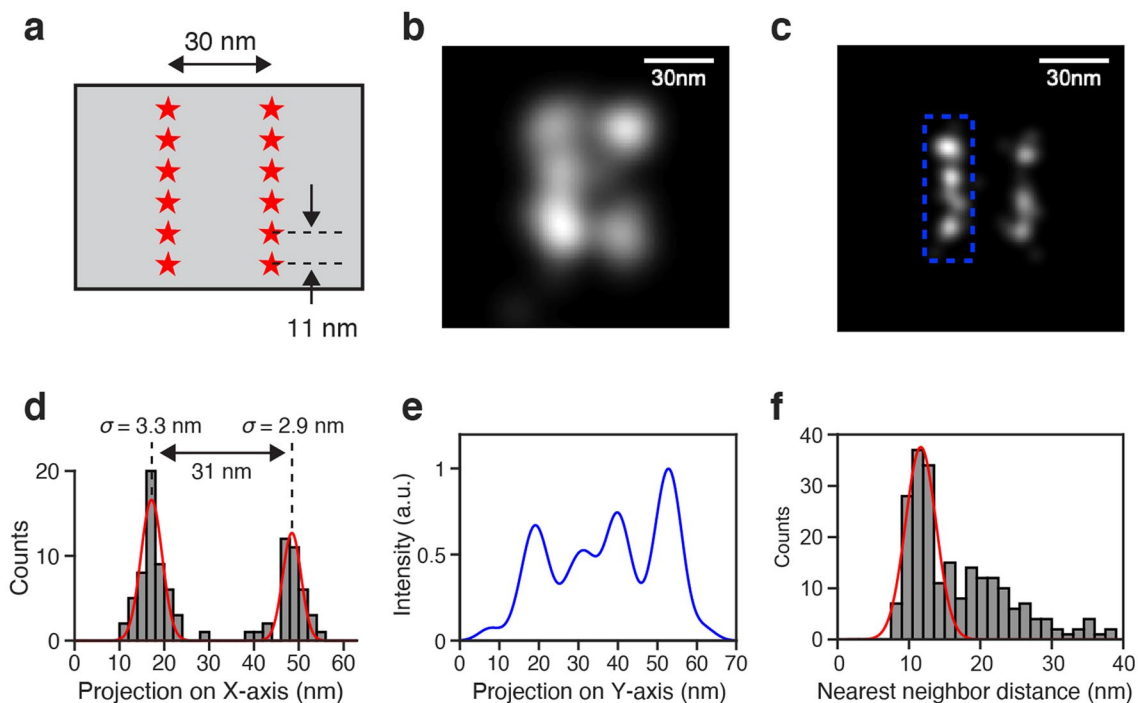 a
30 nm
11 nm
b
30nm
c
30nm
d
σ = 3.3 nm
σ = 2.9 nm
31 nm
20
10
0
Counts
0 10 20 30 40 50 60
Projection on X-axis (nm)
e
1
0.5
0
Intensity (a.u.)
0 10 20 30 40 50 60 70
Projection on Y-axis (nm)
f
40
30
20
10
0
Counts
0 10 20 30 40
Nearest neighbor distance (nm)